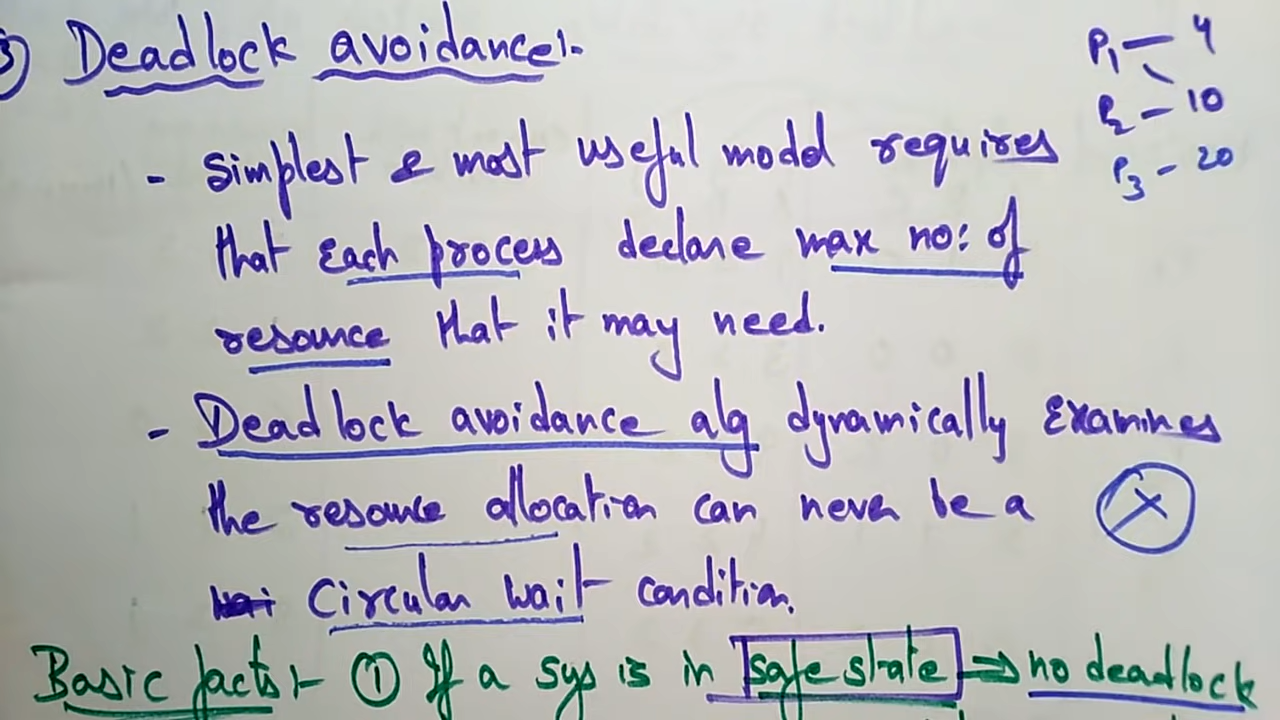 3) Deadlock avoidance:-
P1 - 4
P2 - 10
P3 - 20
- Simplest & most useful model requires
that each process declare max no: of
resource that it may need.
- Deadlock avoidance alg dynamically Examines
the resource allocation can never be a
Circular wait condition.
Basic facts:- ① If a sys is in safe state ⇒ no deadlock